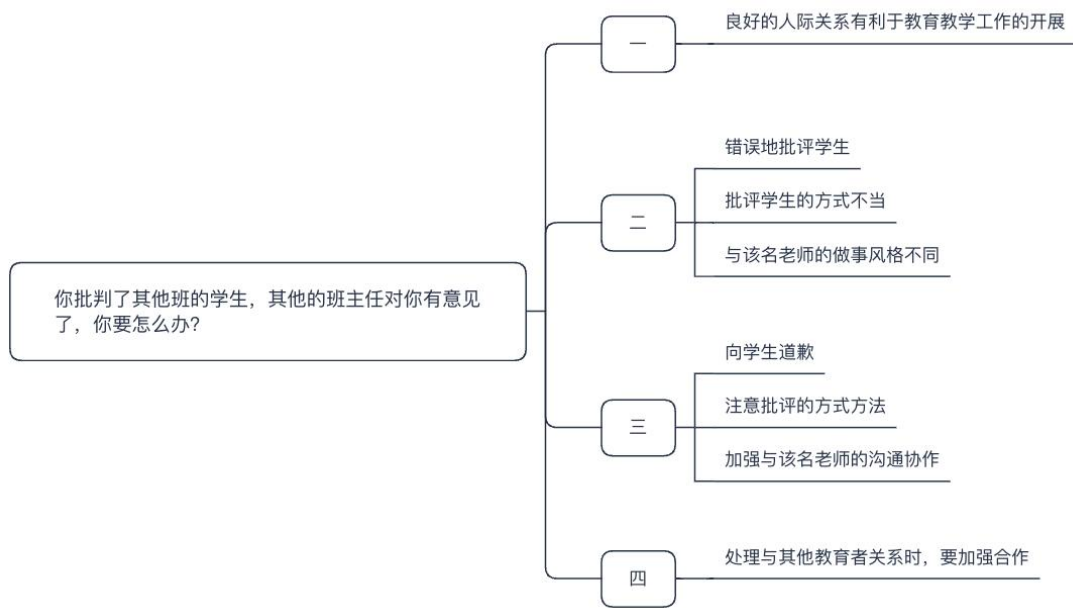 你批判了其他班的学生，其他的班主任对你有意见
了，你要怎么办?
一
良好的人际关系有利于教育教学工作的开展
二
错误地批评学生
批评学生的方式不当
与该名老师的做事风格不同
三
向学生道歉
注意批评的方式方法
加强与该名老师的沟通协作
四
处理与其他教育者关系时，要加强合作